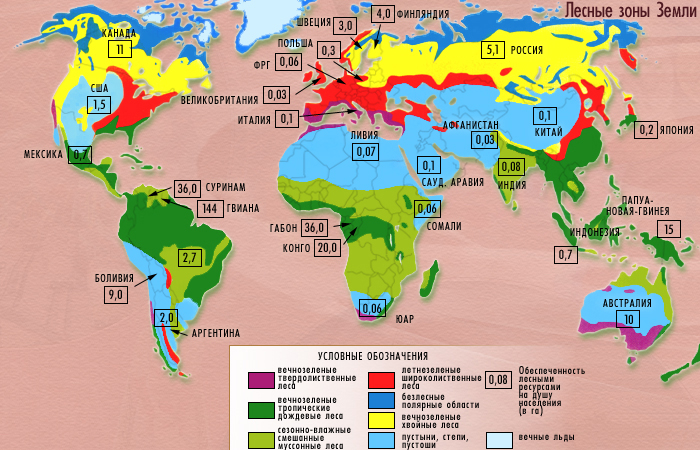 Лесные зоны Земли
КАНАДА
11
ШВЕЦИЯ
3,0
4,0
ФИНЛЯНДИЯ
ПОЛЬША
0,3
ФРГ
0,06
5,1
РОССИЯ
США
1,5
ВЕЛИКОБРИТАНИЯ
0,03
ИТАЛИЯ
0,1
ЛИВИЯ
0,07
АФГАНИСТАН
0,03
0,1
КИТАЙ
0,2
ЯПОНИЯ
МЕКСИКА
0,7
0,1
САУД. АРАВИЯ
0,08
ИНДИЯ
36,0
СУРИНАМ
144
ГВИАНА
0,06
СОМАЛИ
ПАПУА-
НОВАЯ-ГВИНЕЯ
15
ГАБОН
36,0
КОНГО
20,0
ИНДОНЕЗИЯ
0,7
2,7
БОЛИВИЯ
9,0
2,0
АРГЕНТИНА
0,06
ЮАР
АВСТРАЛИЯ
10
УСЛОВНЫЕ ОБОЗНАЧЕНИЯ
вечнозеленые
твердолиственные
леса
вечнозеленые
тропические
дождевые леса
сезонно-влажные
смешанные
муссонные леса
летнезеленые
широколиственные
леса
безлесные
полярные области
вечнозеленые
хвойные леса
пустыни, степи,
пустоши
0,08
Обеспеченность
лесными
ресурсами
на душу
населения
(в га)
вечные льды